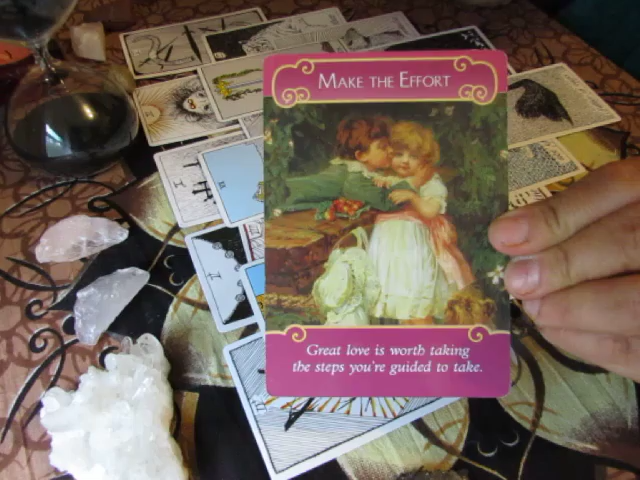 Make the Effort
Great love is worth taking
the steps you're guided to take.